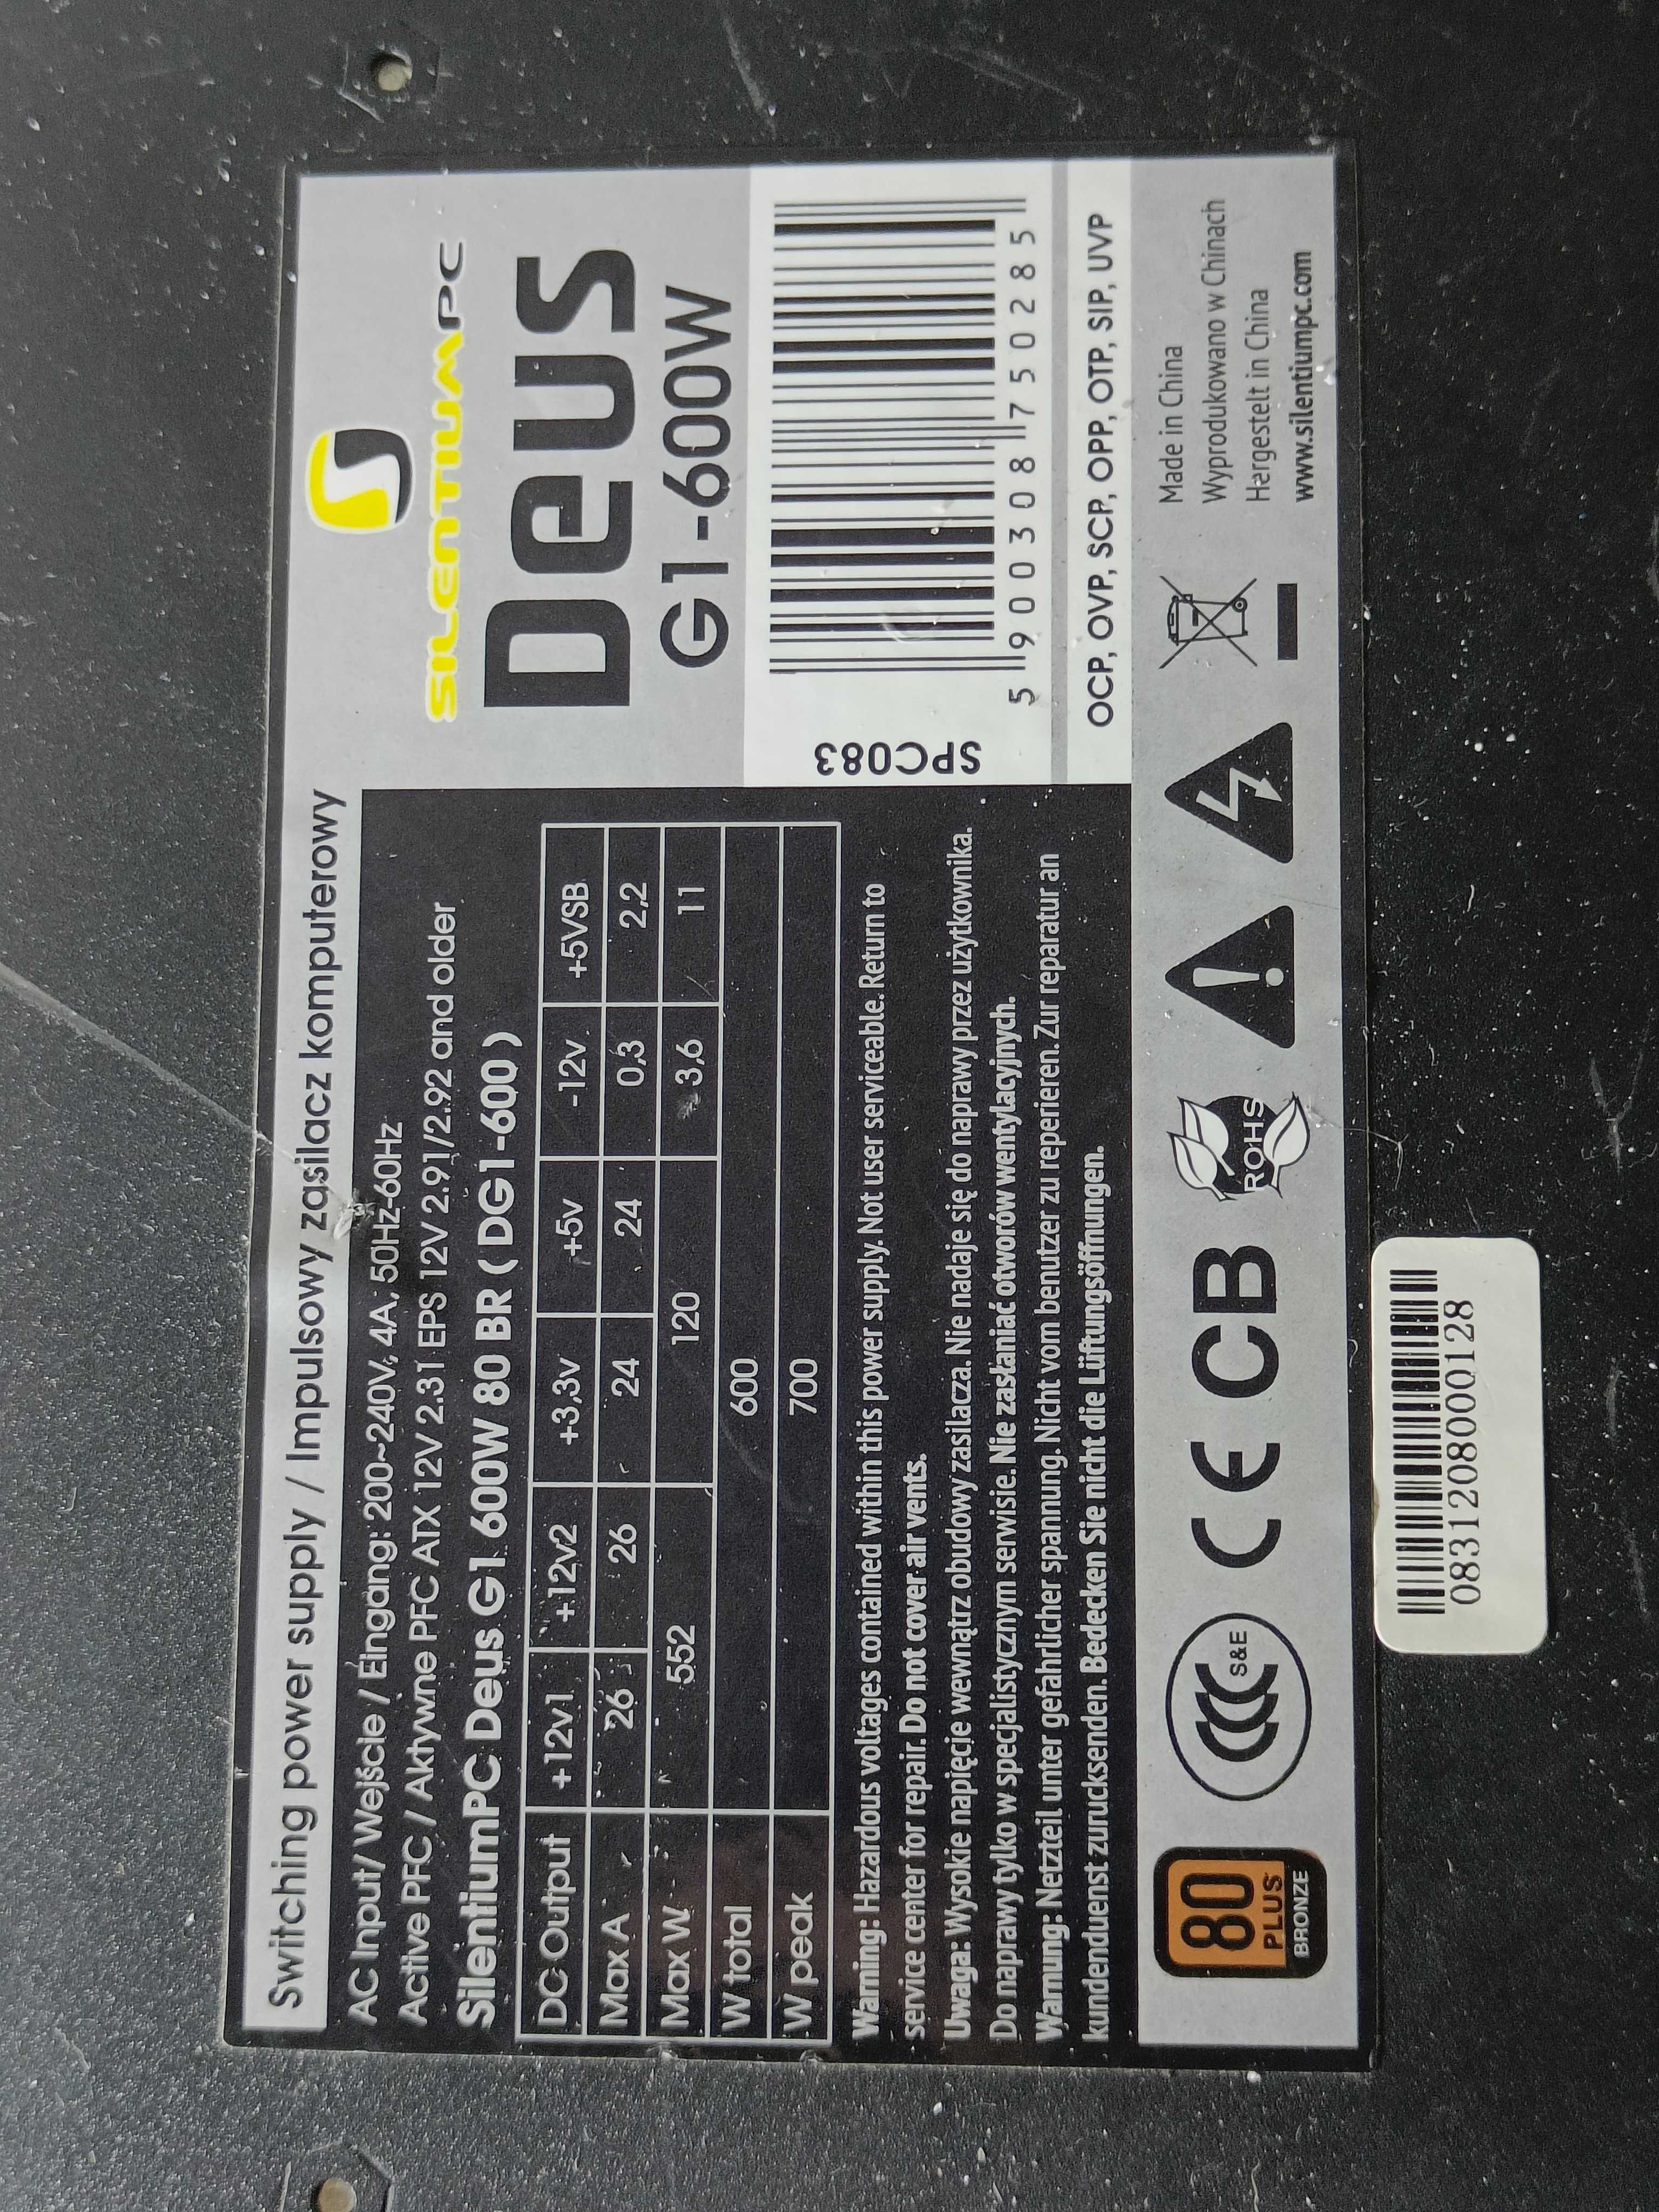 Switching power supply / Impulsowy zasilacz komputerowy
AC Input/ Wejście / Eingang: 200~240V, 4A, 50Hz-60Hz
Active PFC / Aktywne PFC ATX 12V 2.31 EPS 12V 2.91/2.92 and older
SilentiumPC Deus G1 600W 80 BR ( DG1-600 )
DC Output +12v1 +12v2 +3,3v +5v -12v +5VSB
Max A 26 26 24 24 0,3 2,2
Max W 552 120 3,6 11
W total 600
W peak 700
Warning: Hazardous voltages contained within this power supply. Not user serviceable. Return to
service center for repair. Do not cover air vents.
Uwaga: Wysokie napięcie wewnątrz obudowy zasilacza. Nie nadaje się do naprawy przez użytkownika.
Do naprawy tylko w specjalistycznym serwisie. Nie zasłaniać otworów wentylacyjnych.
Warnung: Netzteil unter gefahrlicher spannung. Nicht vom benutzer zu reperieren. Zur reparatur an
kundenduenst zurucksenden. Bedecken Sie nicht die Lüftungsöffnungen.
SILENTIUMPC
Deus
G1-600W
SPC083
5 900308 750285
OCP, OVP, SCP, OPP, OTP, SIP, UVP
80
PLUS
BRONZE
CCC S&E
CE CB
ROHS
Made in China
Wyprodukowano w Chinach
Hergestelt in China
www.silentiumpc.com
083120800128